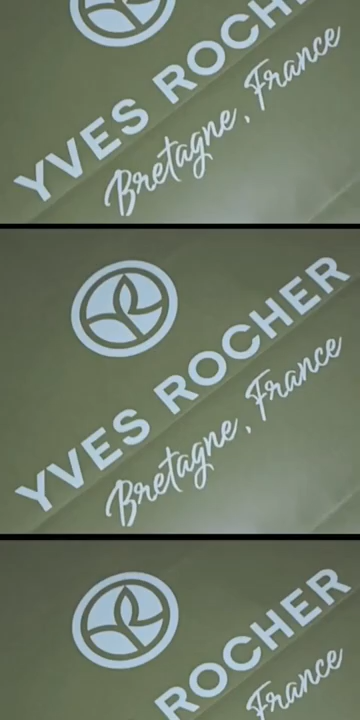 YVES ROCHER
Bretagne, France
YVES ROCHER
Bretagne, France
ROCHER
France